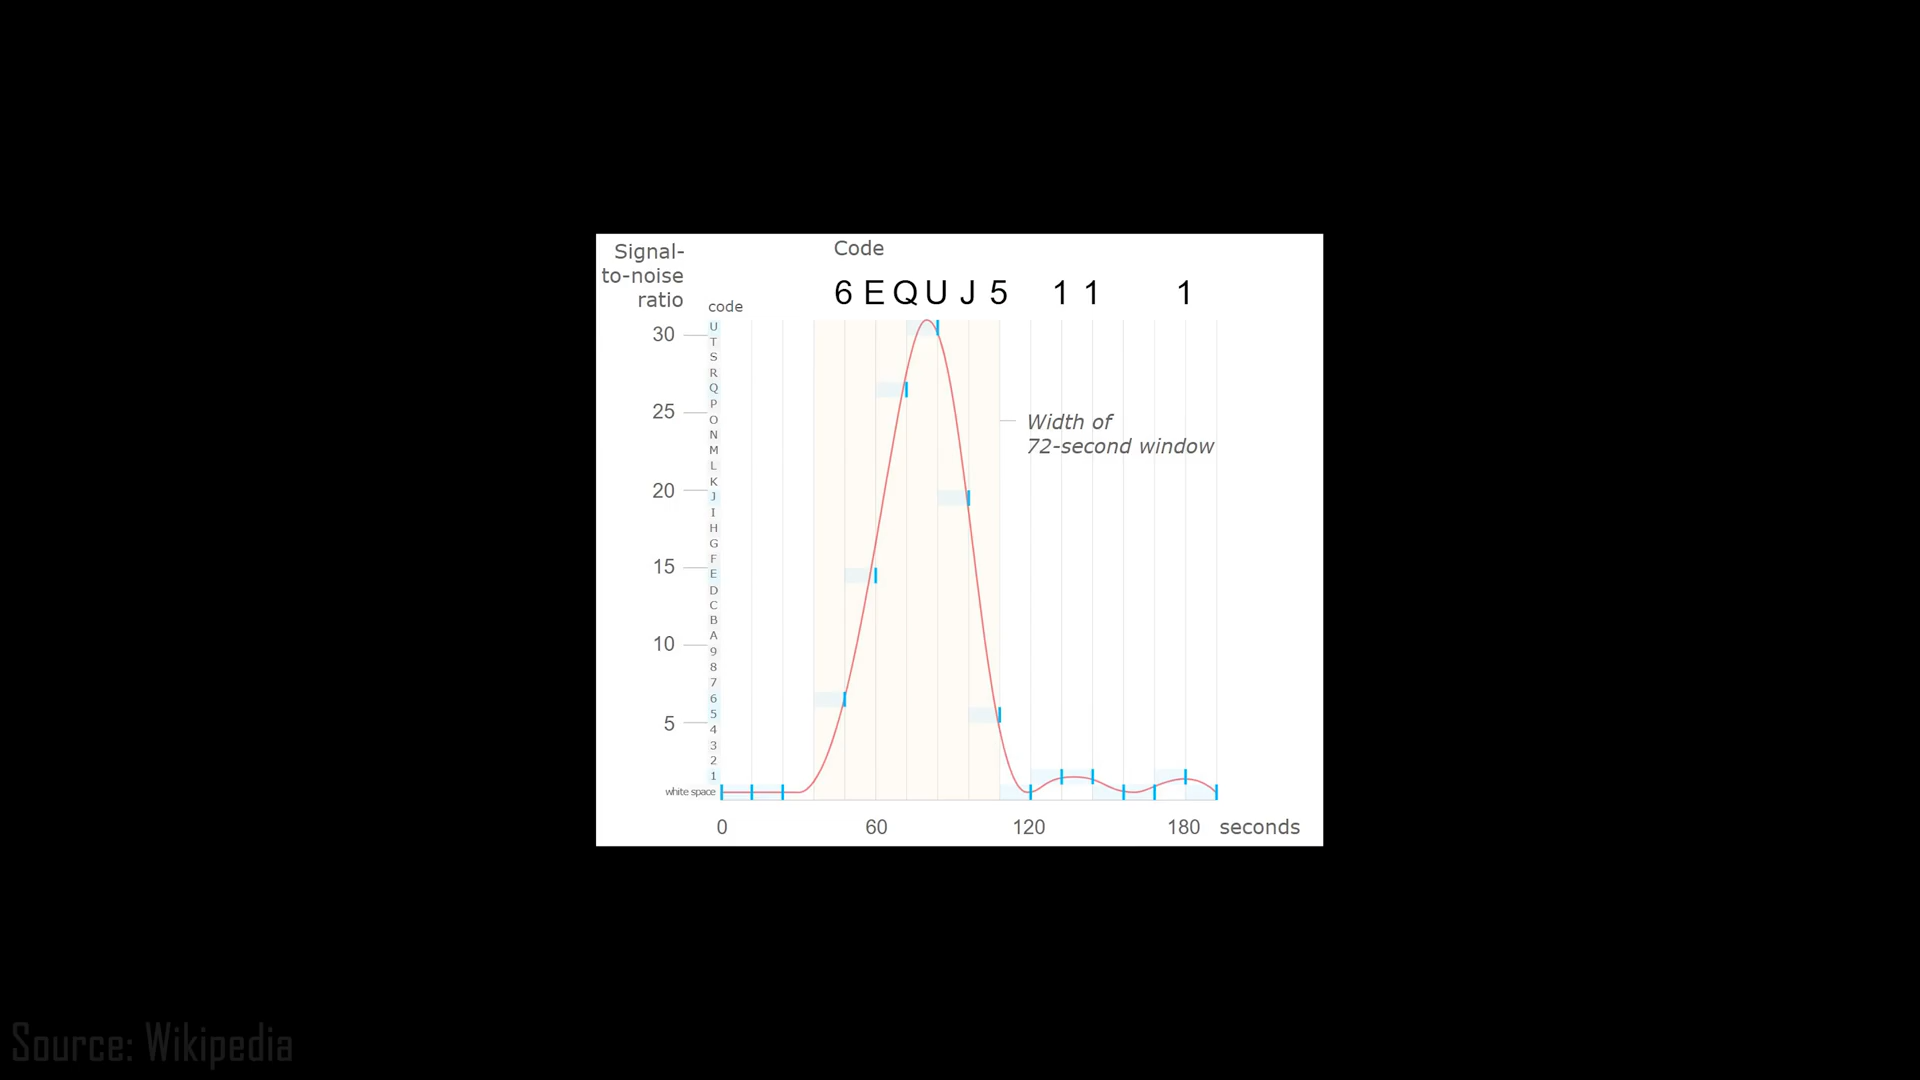 Signal-
to-noise
ratio
Code
6 E Q U J 5 1 1 1
code
30
25
20
15
10
5
U
T
S
R
Q
P
O
N
M
L
K
J
I
H
G
F
E
D
C
B
A
9
8
7
6
5
4
3
2
1
white space
Width of
72-second window
0 60 120 180 seconds
Source: Wikipedia